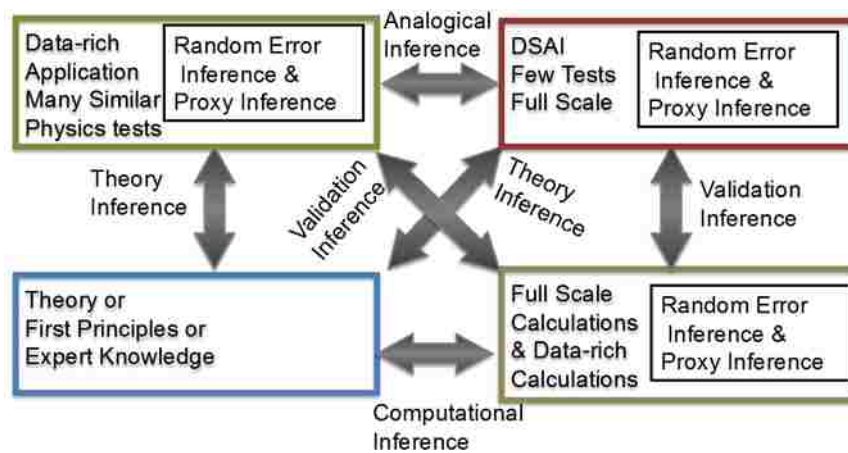 Analogical
Inference
Data-rich
Application
Many Similar
Physics tests
Random Error
Inference &
Proxy Inference
DSAI
Few Tests
Full Scale
Random Error
Inference &
Proxy Inference
Theory
Inference
Validation
Inference
Theory
Inference
Validation
Inference
Theory or
First Principles or
Expert Knowledge
Full Scale
Calculations
& Data-rich
Calculations
Random Error
Inference &
Proxy Inference
Computational
Inference